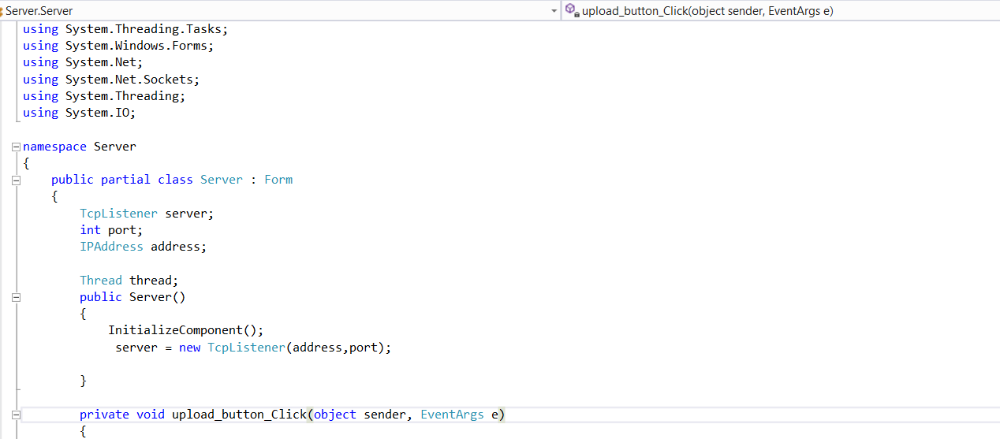 Server.Server
upload_button_Click(object sender, EventArgs e)
using System.Threading.Tasks;
using System.Windows.Forms;
using System.Net;
using System.Net.Sockets;
using System.Threading;
using System.IO;
namespace Server
{
public partial class Server : Form
{
TcpListener server;
int port;
IPAddress address;
Thread thread;
public Server()
{
InitializeComponent();
server = new TcpListener(address,port);
}
private void upload_button_Click(object sender, EventArgs e)
{